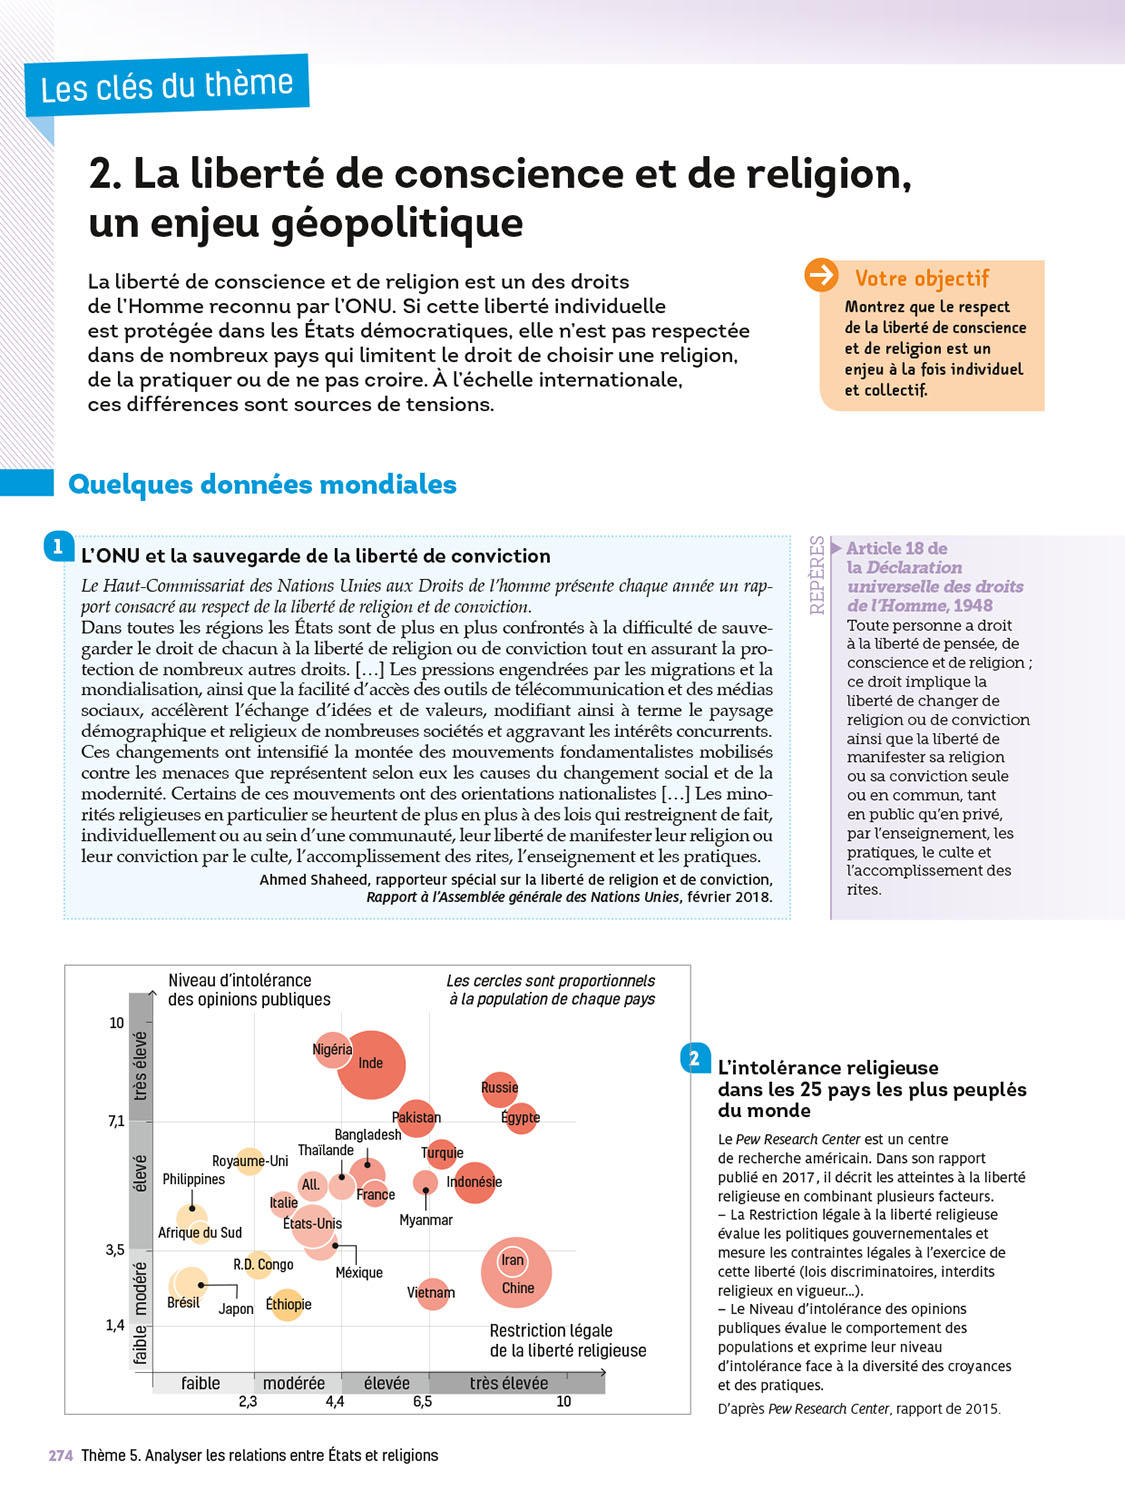 Les clés du thème
2. La liberté de conscience et de religion,
un enjeu géopolitique
La liberté de conscience et de religion est un des droits
de l'Homme reconnu par l'ONU. Si cette liberté individuelle
est protégée dans les États démocratiques, elle n'est pas respectée
dans de nombreux pays qui limitent le droit de choisir une religion,
de la pratiquer ou de ne pas croire. À l'échelle internationale,
ces différences sont sources de tensions.
Votre objectif
Montrez que le respect
de la liberté de conscience
et de religion est un
enjeu à la fois individuel
et collectif.
Quelques données mondiales
1
L'ONU et la sauvegarde de la liberté de conviction
Le Haut-Commissariat des Nations Unies aux Droits de l'homme présente chaque année un rap-
port consacré au respect de la liberté de religion et de conviction.
Dans toutes les régions les États sont de plus en plus confrontés à la difficulté de sauve-
garder le droit de chacun à la liberté de religion ou de conviction tout en assurant la pro-
tection de nombreux autres droits. […] Les pressions engendrées par les migrations et la
mondialisation, ainsi que la facilité d'accès des outils de télécommunication et des médias
sociaux, accélèrent l'échange d'idées et de valeurs, modifiant ainsi à terme le paysage
démographique et religieux de nombreuses sociétés et aggravant les intérêts concurrents.
Ces changements ont intensifié la montée des mouvements fondamentalistes mobilisés
contre les menaces que représentent selon eux les causes du changement social et de la
modernité. Certains de ces mouvements ont des orientations nationalistes […] Les mino-
rités religieuses en particulier se heurtent de plus en plus à des lois qui restreignent de fait,
individuellement ou au sein d'une communauté, leur liberté de manifester leur religion ou
leur conviction par le culte, l'accomplissement des rites, l'enseignement et les pratiques.
Ahmed Shaheed, rapporteur spécial sur la liberté de religion et de conviction,
Rapport à l'Assemblée générale des Nations Unies, février 2018.
REPÈRES
Article 18 de
la Déclaration
universelle des droits
de l'Homme, 1948
Toute personne a droit
à la liberté de pensée, de
conscience et de religion ;
ce droit implique la
liberté de changer de
religion ou de conviction
ainsi que la liberté de
manifester sa religion
ou sa conviction seule
ou en commun, tant
en public qu'en privé,
par l'enseignement, les
pratiques, le culte et
l'accomplissement des
rites.
Niveau d'intolérance
des opinions publiques
Les cercles sont proportionnels
à la population de chaque pays
10
très élevé
Nigéria
Inde
Russie
7,1
Pakistan
Égypte
Bangladesh
Thaïlande
Turquie
Royaume-Uni
élevé
Philippines
All.
France
Indonésie
Italie
Myanmar
États-Unis
Afrique du Sud
3,5
R.D. Congo
Méxique
Iran
Chine
modéré
Brésil
Japon
Éthiopie
Vietnam
1,4
faible
Restriction légale
de la liberté religieuse
faible
modérée
élevée
très élevée
2,3
4,4
6,5
10
2
L'intolérance religieuse
dans les 25 pays les plus peuplés
du monde
Le Pew Research Center est un centre
de recherche américain. Dans son rapport
publié en 2017, il décrit les atteintes à la liberté
religieuse en combinant plusieurs facteurs.
– La Restriction légale à la liberté religieuse
évalue les politiques gouvernementales et
mesure les contraintes légales à l'exercice de
cette liberté (lois discriminatoires, interdits
religieux en vigueur...).
– Le Niveau d'intolérance des opinions
publiques évalue le comportement des
populations et exprime leur niveau
d'intolérance face à la diversité des croyances
et des pratiques.
D'après Pew Research Center, rapport de 2015.
274 Thème 5. Analyser les relations entre États et religions